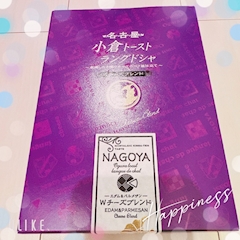 名古屋
小倉トースト
ラングドシャ
NAGOYA
Ogura toast
langue de chat
エダム&パルメザン
Wチーズブレンド
EDAM&PARMESAN
Cheese Blend
LIKE
Happiness